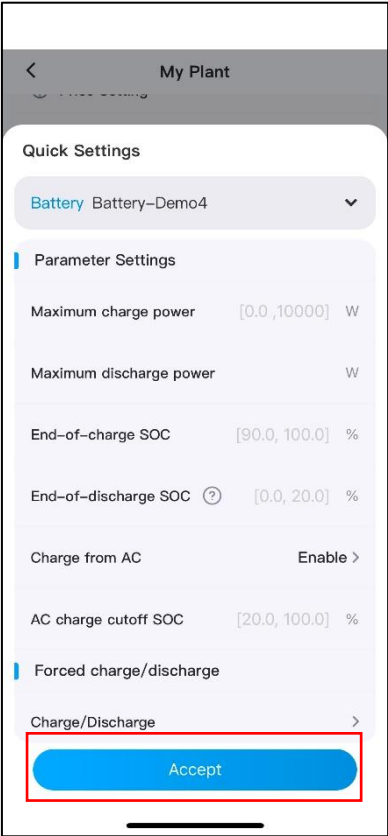 My Plant
Quick Settings
Battery Battery-Demo4
Parameter Settings
Maximum charge power [0.0 ,10000] W
Maximum discharge power W
End-of-charge SOC [90.0, 100.0] %
End-of-discharge SOC ? [0.0, 20.0] %
Charge from AC Enable >
AC charge cutoff SOC [20.0, 100.0] %
Forced charge/discharge
Charge/Discharge >
Accept